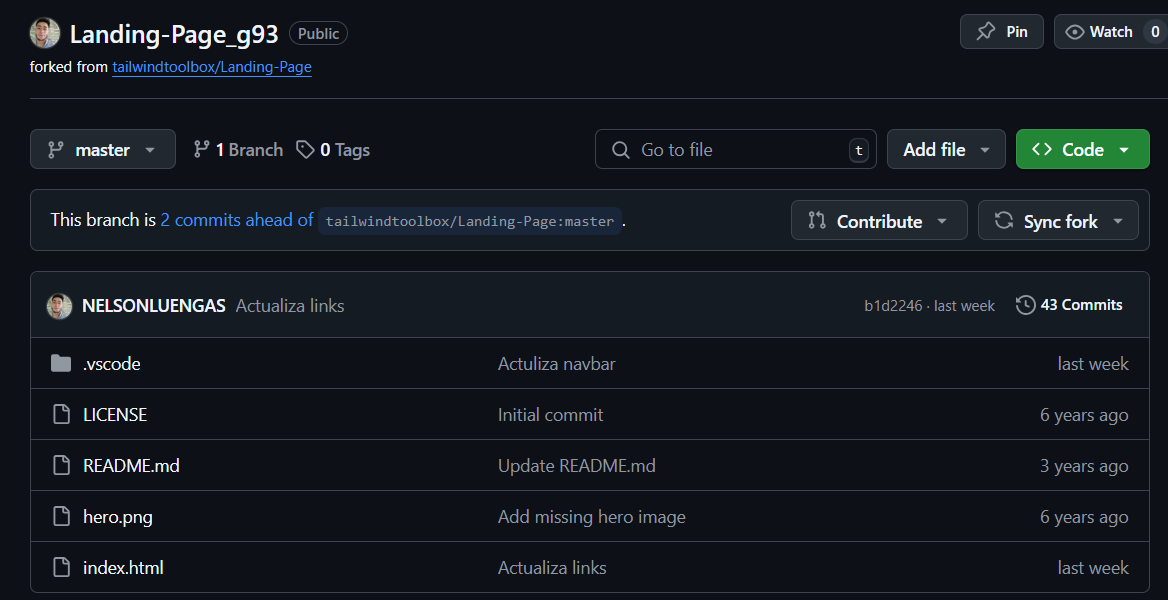 Landing-Page_g93 Public Pin Watch 0
forked from tailwindtoolbox/Landing-Page
master 1 Branch 0 Tags Go to file t Add file Code
This branch is 2 commits ahead of tailwindtoolbox/Landing-Page:master . Contribute Sync fork
NELSONLUENGAS Actualiza links b1d2246 · last week 43 Commits
.vscode Actuliza navbar last week
LICENSE Initial commit 6 years ago
README.md Update README.md 3 years ago
hero.png Add missing hero image 6 years ago
index.html Actualiza links last week